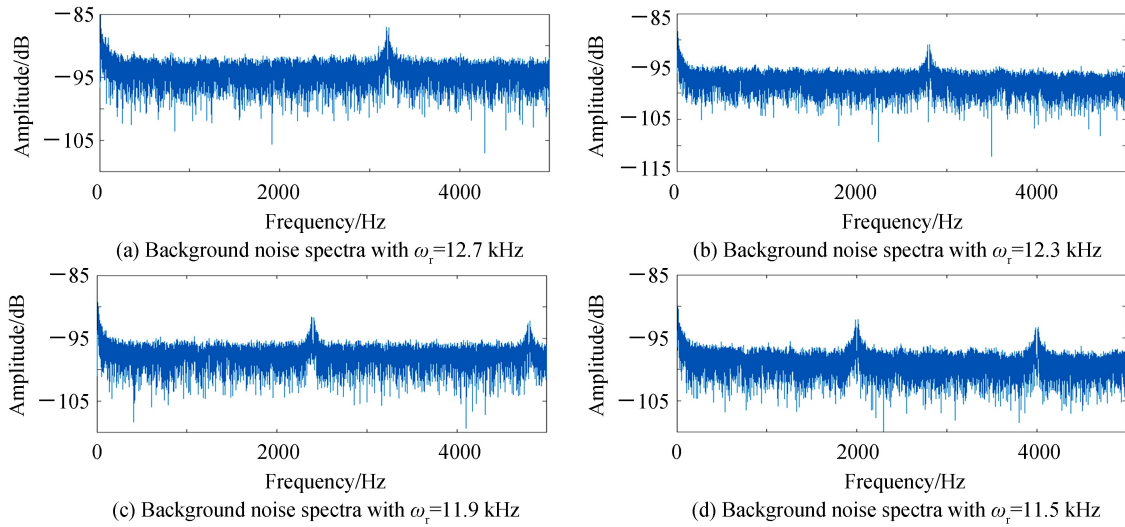 −85
−95
−105
Amplitude/dB
0
2000
4000
Frequency/Hz
(a) Background noise spectra with ωr=12.7 kHz
−85
−95
−105
−115
Amplitude/dB
0
2000
4000
Frequency/Hz
(b) Background noise spectra with ωr=12.3 kHz
−85
−95
−105
Amplitude/dB
0
2000
4000
Frequency/Hz
(c) Background noise spectra with ωr=11.9 kHz
−85
−95
−105
Amplitude/dB
0
2000
4000
Frequency/Hz
(d) Background noise spectra with ωr=11.5 kHz